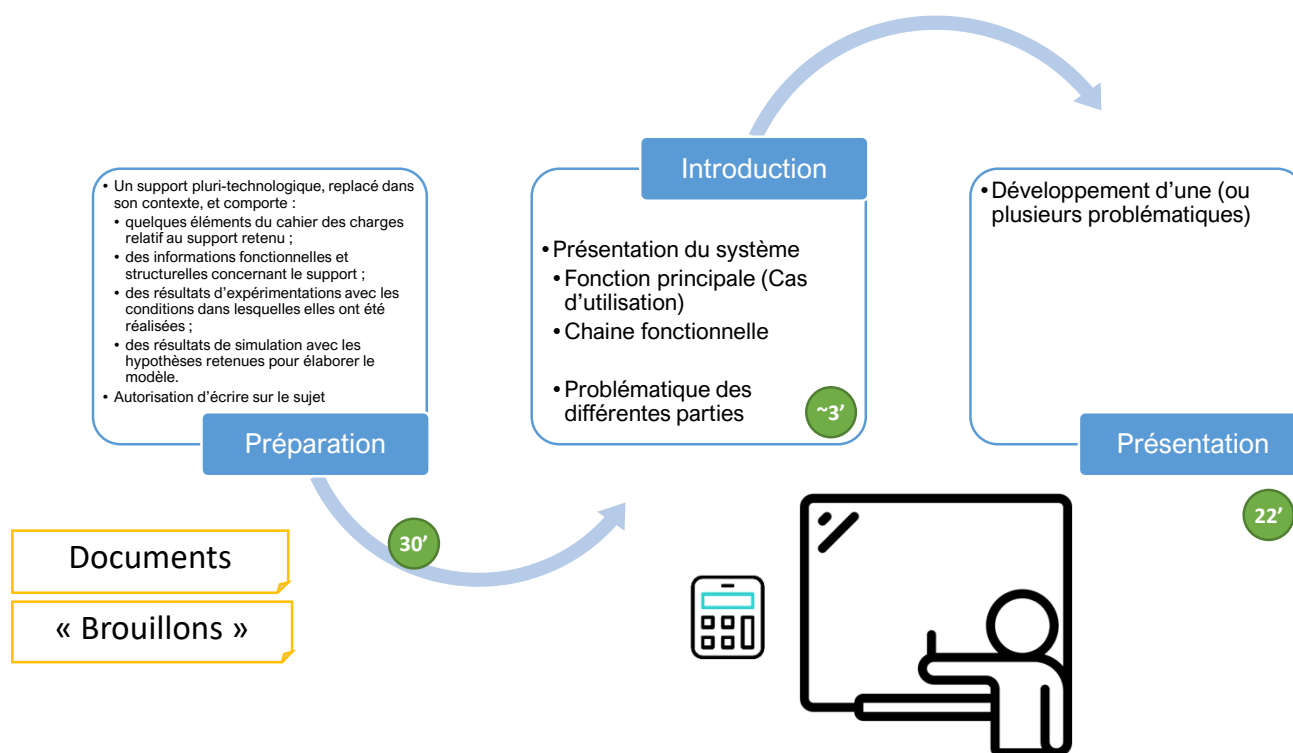 • Un support pluri-technologique, replacé dans
son contexte, et comporte :
• quelques éléments du cahier des charges
relatif au support retenu ;
• des informations fonctionnelles et
structurelles concernant le support ;
• des résultats d'expérimentations avec les
conditions dans lesquelles elles ont été
réalisées ;
• des résultats de simulation avec les
hypothèses retenues pour élaborer le
modèle.
• Autorisation d'écrire sur le sujet
Préparation
30'
Documents
« Brouillons »
Introduction
• Présentation du système
• Fonction principale (Cas
d'utilisation)
• Chaine fonctionnelle
• Problématique des
différentes parties
~3'
• Développement d'une (ou
plusieurs problématiques)
Présentation
22'